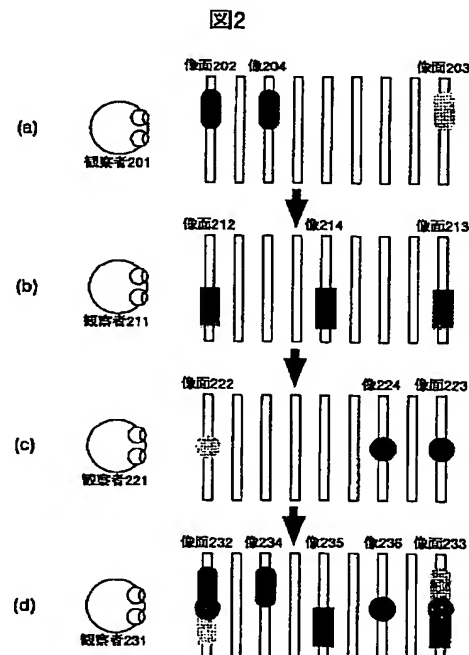 図2
像面202 像204 像面203
(a)
観察者201
像面212 像214 像面213
(b)
観察者211
像面222 像224 像面223
(c)
観察者221
像面232 像234 像235 像236 像面233
(d)
観察者231